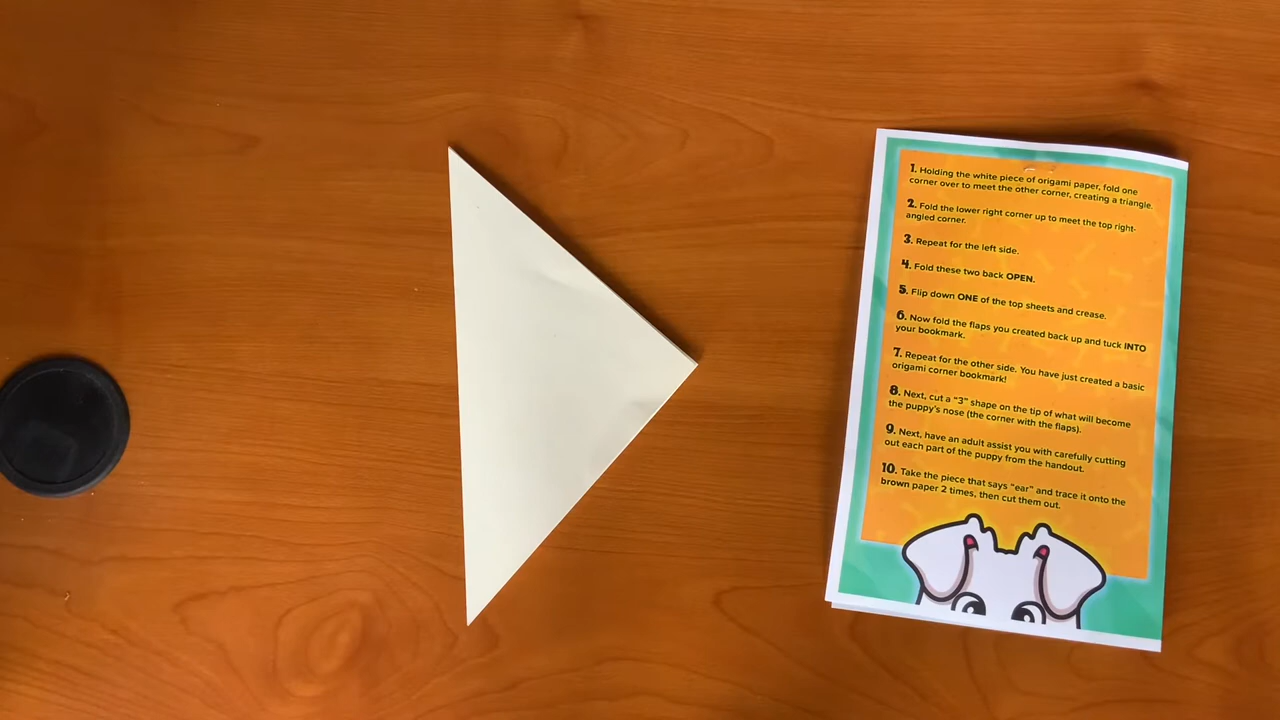 1. Holding the white piece of origami paper, fold one
corner over to meet the other corner, creating a triangle.
2. Fold the lower right corner up to meet the top right-
angled corner.
3. Repeat for the left side.
4. Fold these two back OPEN.
5. Flip down ONE of the top sheets and crease.
6. Now fold the flaps you created back up and tuck INTO
your bookmark.
7. Repeat for the other side. You have just created a basic
origami corner bookmark!
8. Next, cut a "3" shape on the tip of what will become
the puppy's nose (the corner with the flaps).
9. Next, have an adult assist you with carefully cutting
out each part of the puppy from the handout.
10. Take the piece that says "ear" and trace it onto the
brown paper 2 times, then cut them out.